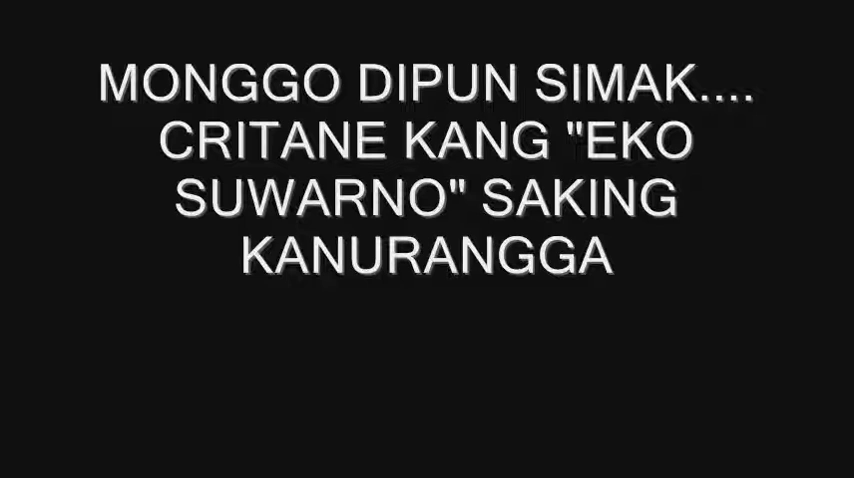 MONGGO DIPUN SIMAK....
CRITANE KANG "EKO
SUWARNO" SAKING
KANURANGGA